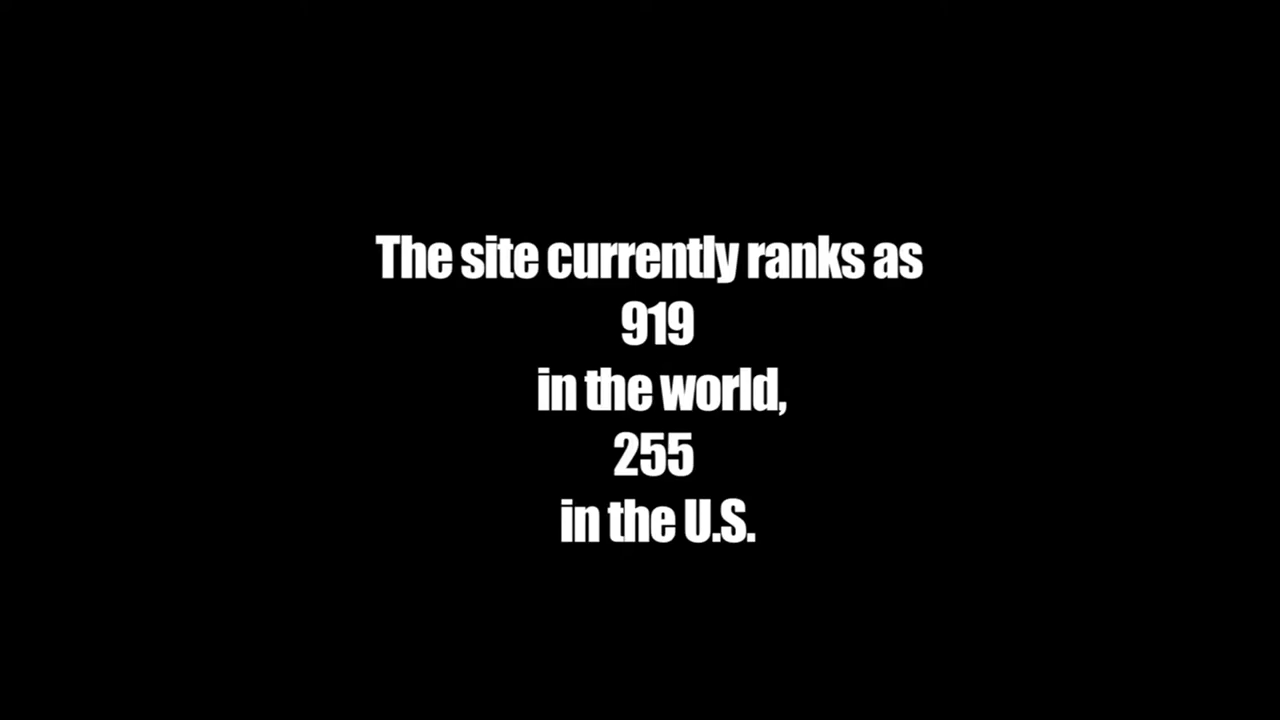 The site currently ranks as
919
in the world,
255
in the U.S.